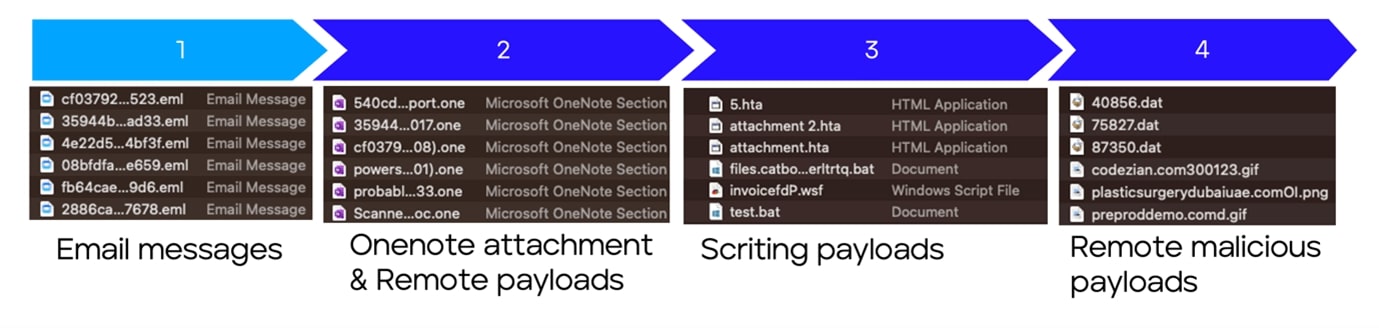 1
2
3
4
cf03792...523.eml Email Message
35944b...ad33.eml Email Message
4e22d5...4bf3f.eml Email Message
08bfdfa...e659.eml Email Message
fb64cae...9d6.eml Email Message
2886ca...7678.eml Email Message
Email messages
540cd...port.one Microsoft OneNote Section
35944...017.one Microsoft OneNote Section
cf0379...08).one Microsoft OneNote Section
powers...01).one Microsoft OneNote Section
probabl...33.one Microsoft OneNote Section
Scanne...oc.one Microsoft OneNote Section
Onenote attachment
& Remote payloads
5.hta HTML Application
attachment 2.hta HTML Application
attachment.hta HTML Application
files.catbo...erltrtq.bat Document
invoicefdP.wsf Windows Script File
test.bat Document
Scriting payloads
40856.dat
75827.dat
87350.dat
codezian.com300123.gif
plasticsurgerydubaiuae.comOI.png
preproddemo.comd.gif
Remote malicious
payloads